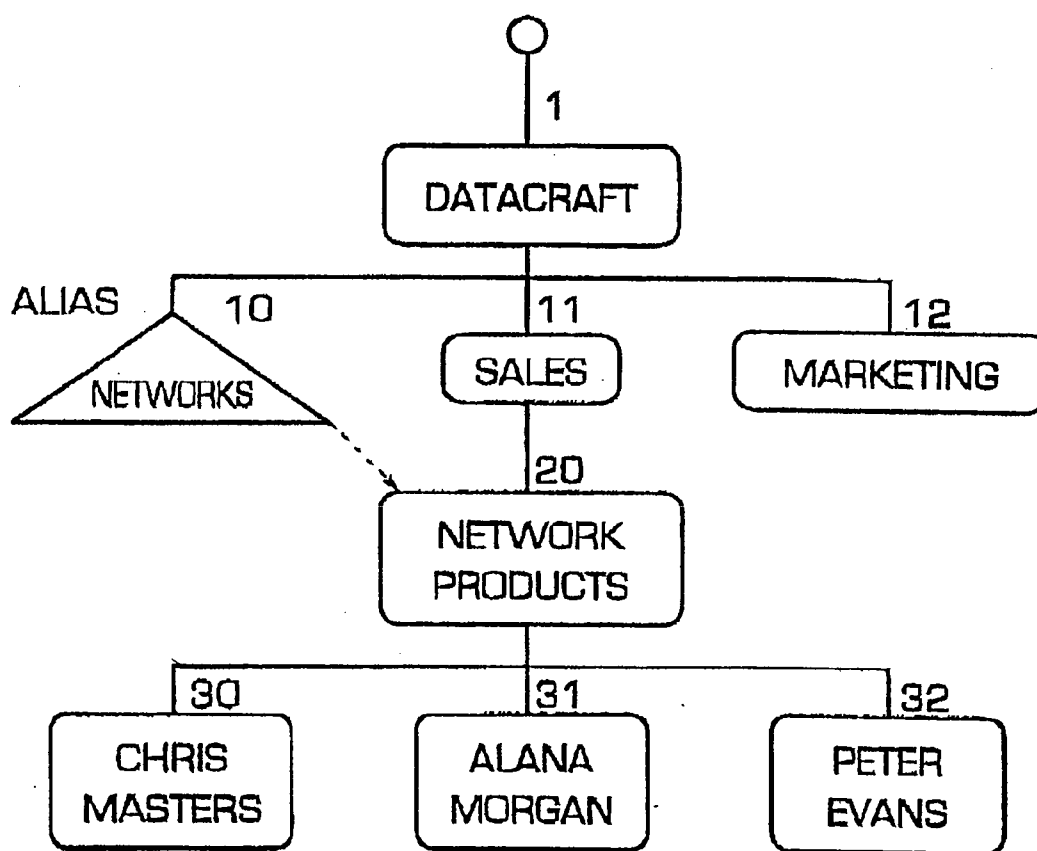 1
DATACRAFT
ALIAS
10
11
12
NETWORKS
SALES
MARKETING
20
NETWORK
PRODUCTS
30
31
32
CHRIS
MASTERS
ALANA
MORGAN
PETER
EVANS